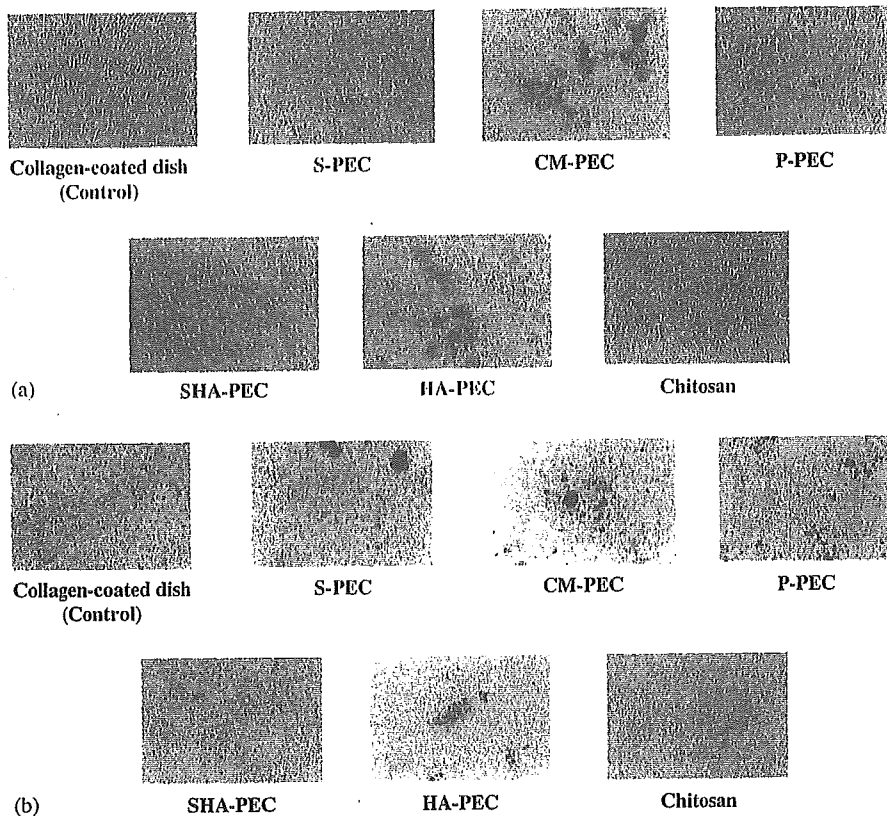 Collagen-coated dish
(Control)
S-PEC
CM-PEC
P-PEC
(a)
SHA-PEC
HA-PEC
Chitosan
Collagen-coated dish
(Control)
S-PEC
CM-PEC
P-PEC
(b)
SHA-PEC
HA-PEC
Chitosan